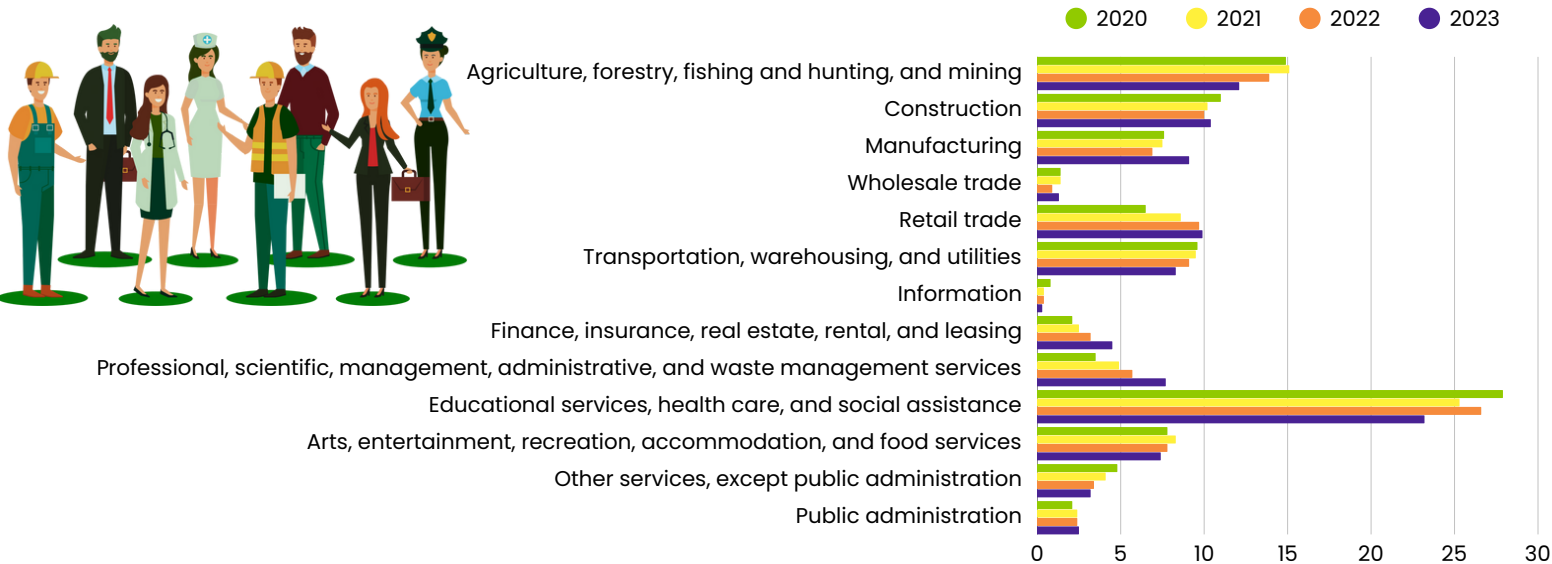 2020 2021 2022 2023
Agriculture, forestry, fishing and hunting, and mining
Construction
Manufacturing
Wholesale trade
Retail trade
Transportation, warehousing, and utilities
Information
Finance, insurance, real estate, rental, and leasing
Professional, scientific, management, administrative, and waste management services
Educational services, health care, and social assistance
Arts, entertainment, recreation, accommodation, and food services
Other services, except public administration
Public administration
0 5 10 15 20 25 30